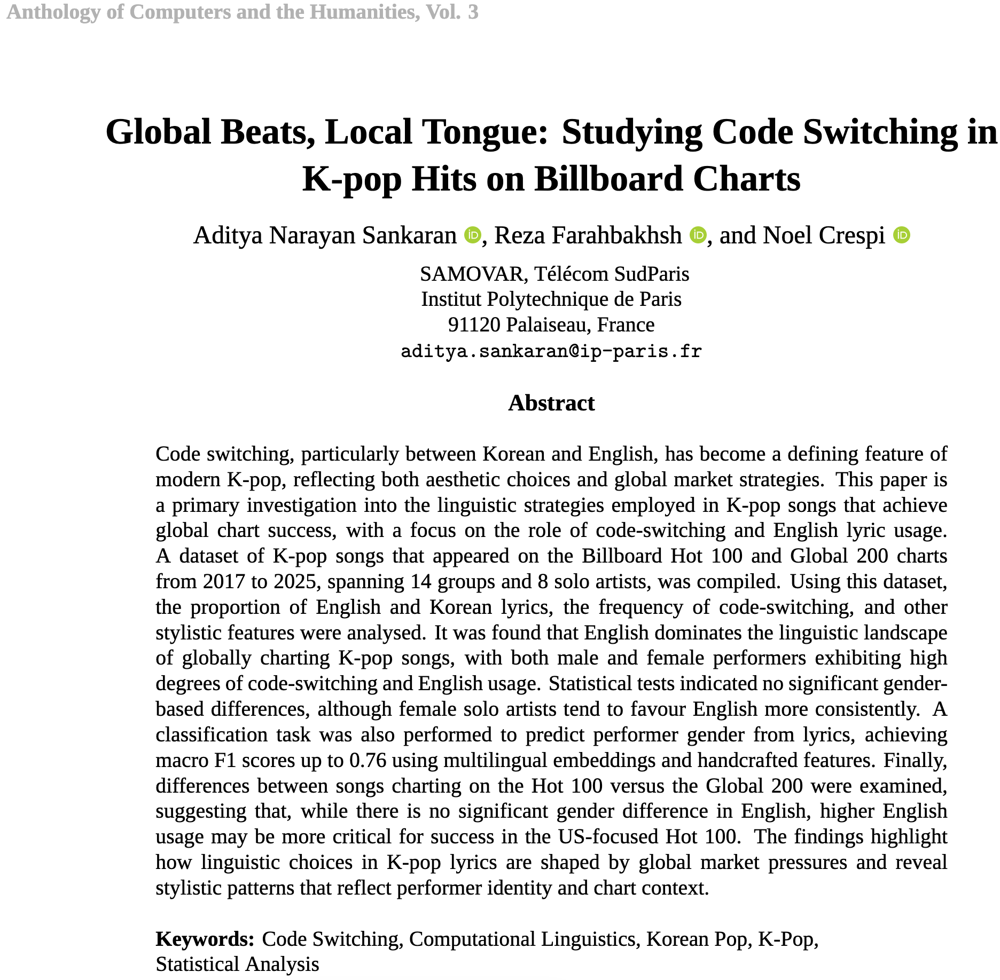 Anthology of Computers and the Humanities, Vol. 3
Global Beats, Local Tongue: Studying Code Switching in
K-pop Hits on Billboard Charts
Aditya Narayan Sankaran iD, Reza Farahbakhsh iD, and Noel Crespi iD
SAMOVAR, Télécom SudParis
Institut Polytechnique de Paris
91120 Palaiseau, France
aditya.sankaran@ip-paris.fr
Abstract
Code switching, particularly between Korean and English, has become a defining feature of
modern K-pop, reflecting both aesthetic choices and global market strategies. This paper is
a primary investigation into the linguistic strategies employed in K-pop songs that achieve
global chart success, with a focus on the role of code-switching and English lyric usage.
A dataset of K-pop songs that appeared on the Billboard Hot 100 and Global 200 charts
from 2017 to 2025, spanning 14 groups and 8 solo artists, was compiled. Using this dataset,
the proportion of English and Korean lyrics, the frequency of code-switching, and other
stylistic features were analysed. It was found that English dominates the linguistic landscape
of globally charting K-pop songs, with both male and female performers exhibiting high
degrees of code-switching and English usage. Statistical tests indicated no significant gender-
based differences, although female solo artists tend to favour English more consistently. A
classification task was also performed to predict performer gender from lyrics, achieving
macro F1 scores up to 0.76 using multilingual embeddings and handcrafted features. Finally,
differences between songs charting on the Hot 100 versus the Global 200 were examined,
suggesting that, while there is no significant gender difference in English, higher English
usage may be more critical for success in the US-focused Hot 100. The findings highlight
how linguistic choices in K-pop lyrics are shaped by global market pressures and reveal
stylistic patterns that reflect performer identity and chart context.
Keywords: Code Switching, Computational Linguistics, Korean Pop, K-Pop,
Statistical Analysis